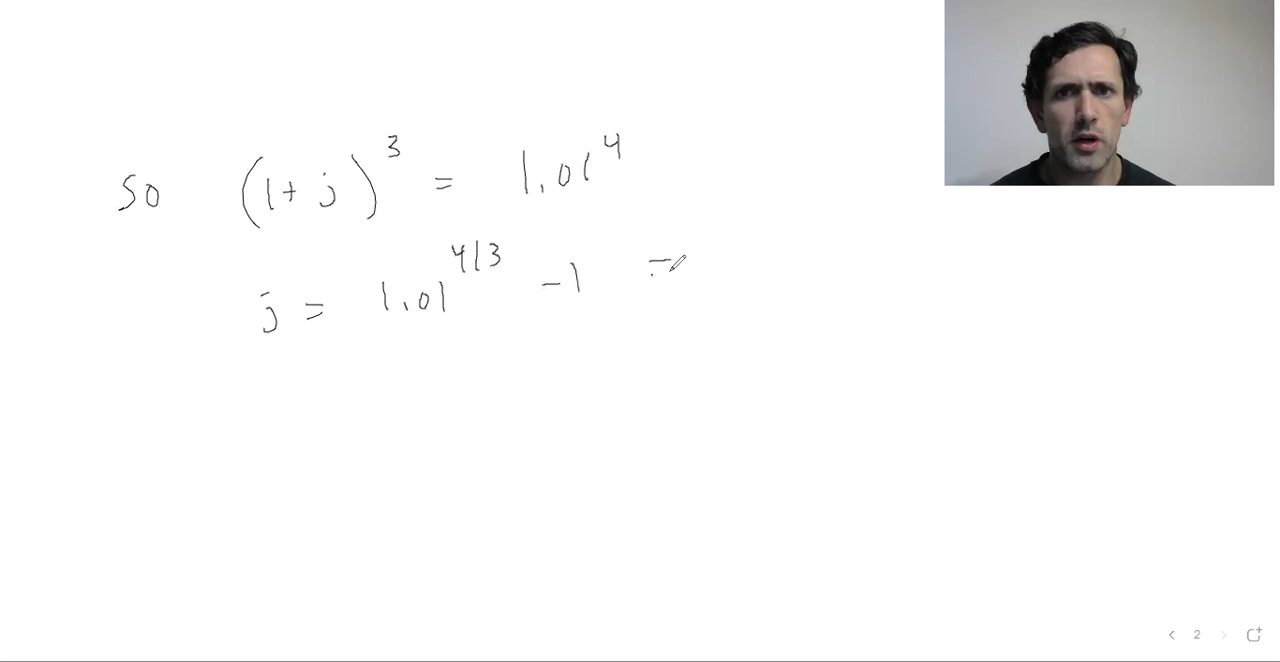 So (1+j)^3 = 1.01^4
j = 1.01^4/3 -1 =
< 2 >